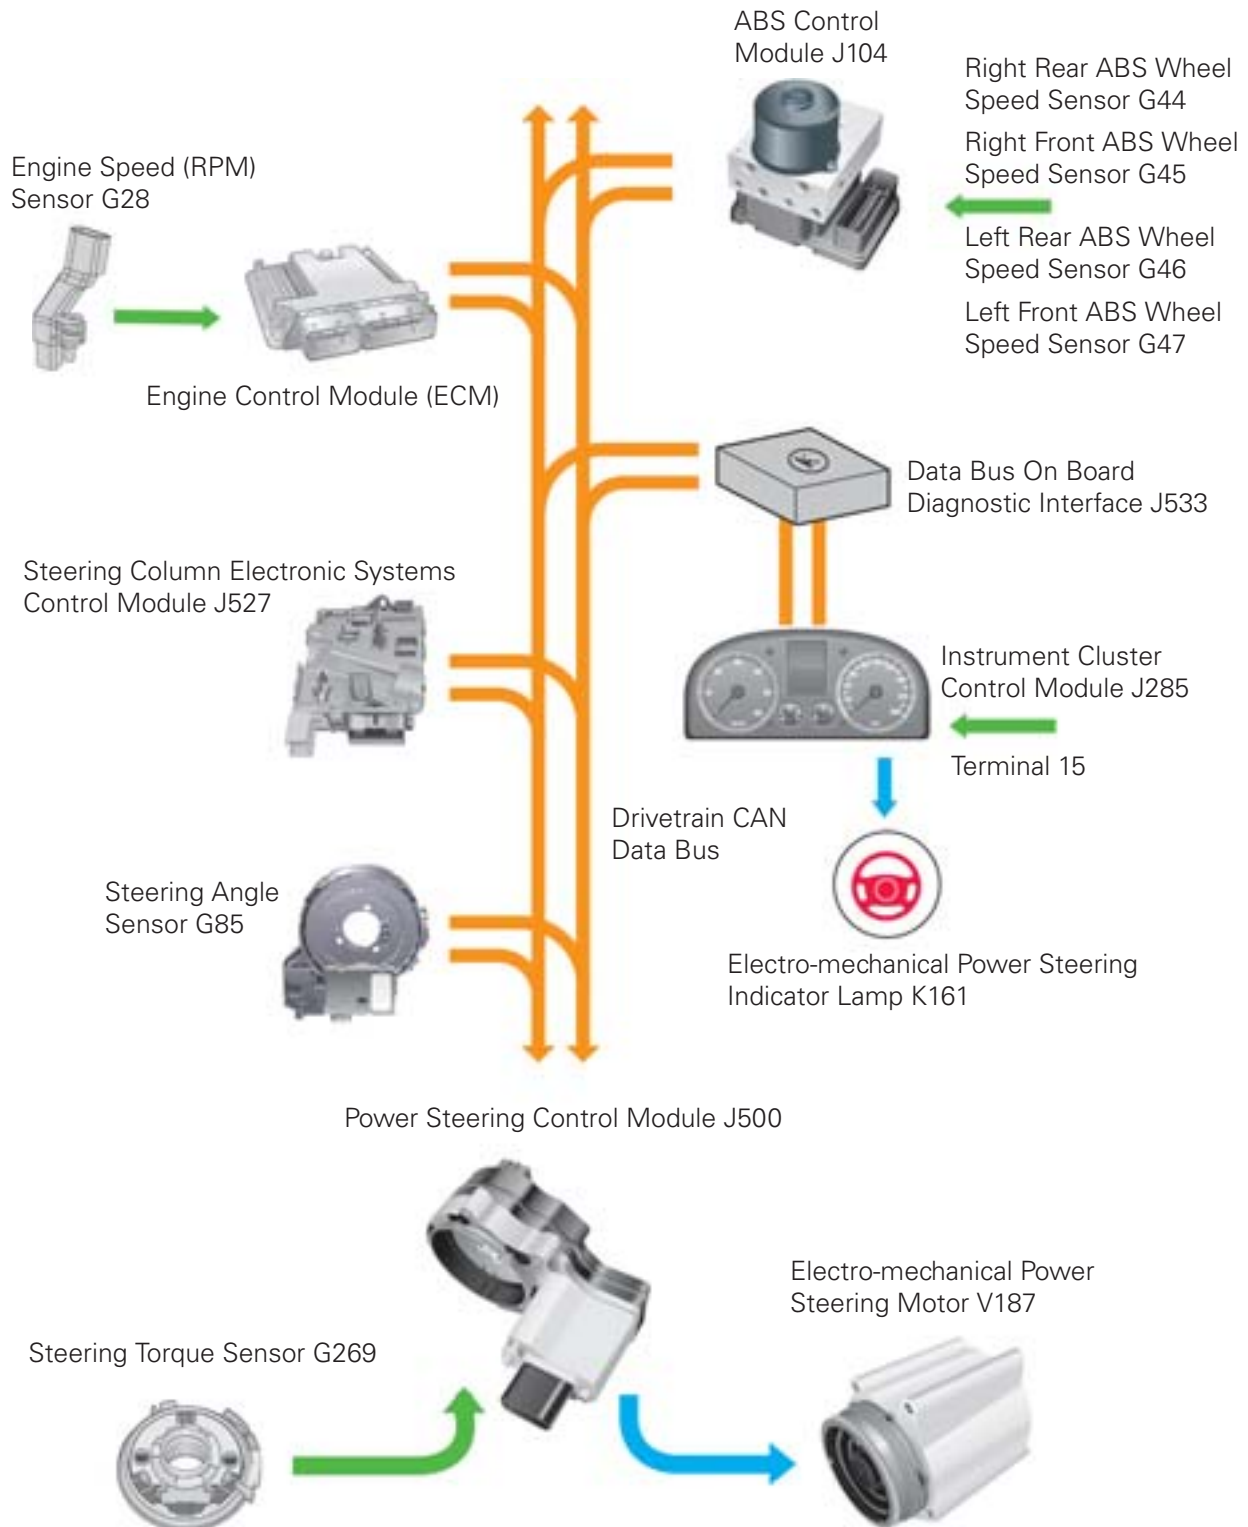 ABS Control
Module J104
Right Rear ABS Wheel
Speed Sensor G44
Right Front ABS Wheel
Speed Sensor G45
Left Rear ABS Wheel
Speed Sensor G46
Left Front ABS Wheel
Speed Sensor G47
Engine Speed (RPM)
Sensor G28
Engine Control Module (ECM)
Data Bus On Board
Diagnostic Interface J533
Steering Column Electronic Systems
Control Module J527
Instrument Cluster
Control Module J285
Terminal 15
Drivetrain CAN
Data Bus
Steering Angle
Sensor G85
Electro-mechanical Power Steering
Indicator Lamp K161
Power Steering Control Module J500
Electro-mechanical Power
Steering Motor V187
Steering Torque Sensor G269